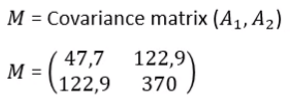 M = Covariance matrix (A₁, A₂)
M = (47,7 122,9
122,9 370)